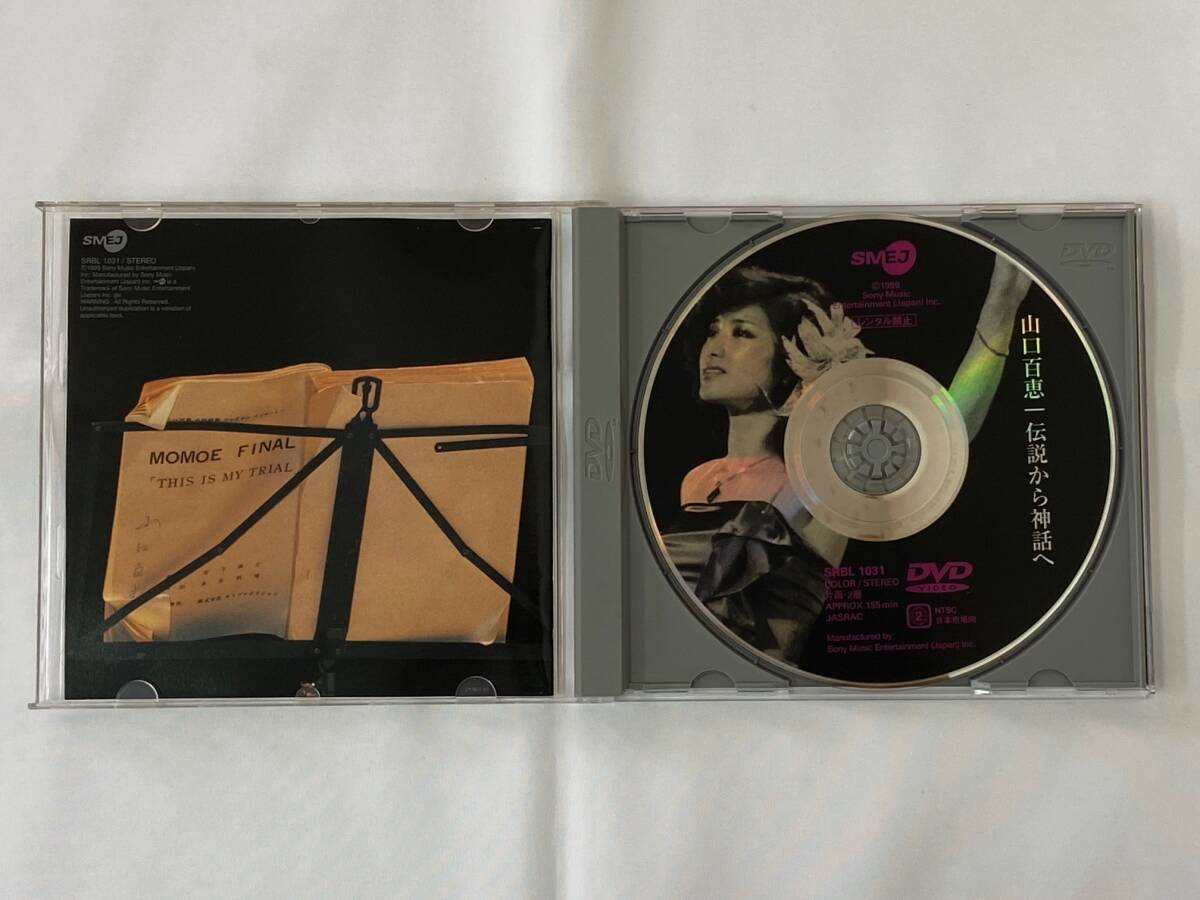 SMEJ
SRBL 1031 / STEREO
Ⓒ1999 Sony Music Entertainment (Japan)
Inc. Manufactured by Sony Music
Entertainment (Japan) Inc. is a
Trademark of Sony Music Entertainment
(Japan) Inc.
WARNING : All Rights Reserved.
Unauthorized duplication is a violation of
applicable laws.
MOMOE FINAL
「THIS IS MY TRIAL
DVD
SMEJ
Ⓒ1999
Sony Music
Entertainment (Japan) Inc.
レンタル禁止
山口百恵|伝説から神話へ
SRBL 1031
COLOR / STEREO
片面・2層
APPROX. 155 min
JASRAC
DVD
VIDEO
2
NTSC
日本市場向
Manufactured by
Sony Music Entertainment (Japan) Inc.
DVD